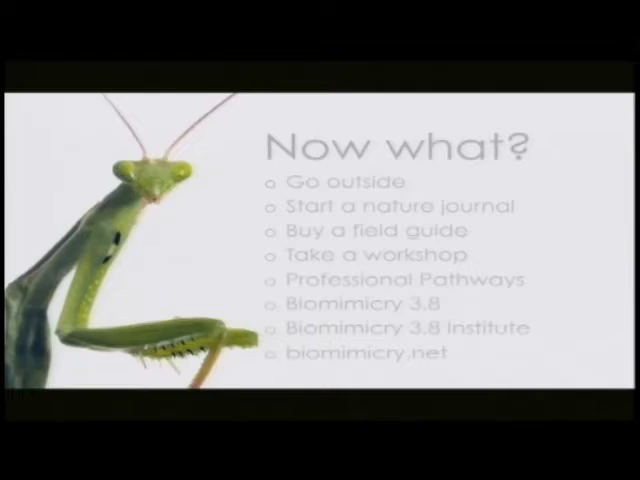 Now what?
o Go outside
o Start a nature journal
o Buy a field guide
o Take a workshop
o Professional Pathways
o Biomimicry 3.8
o Biomimicry 3.8 Institute
o biomimicry.net